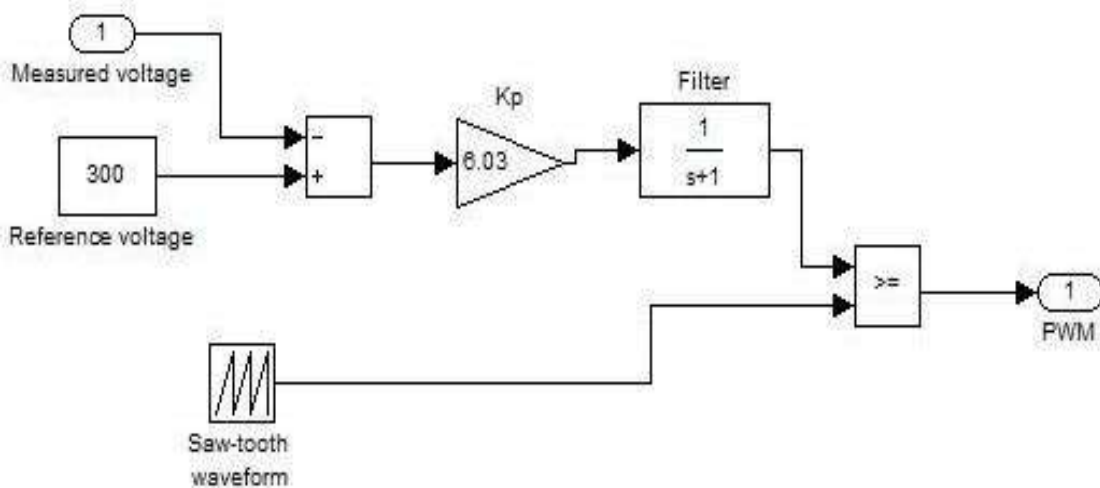 1
Measured voltage
300
Reference voltage
−
+
Kp
6.03
Filter
1
s+1
>=
1
PWM
Saw-tooth
waveform